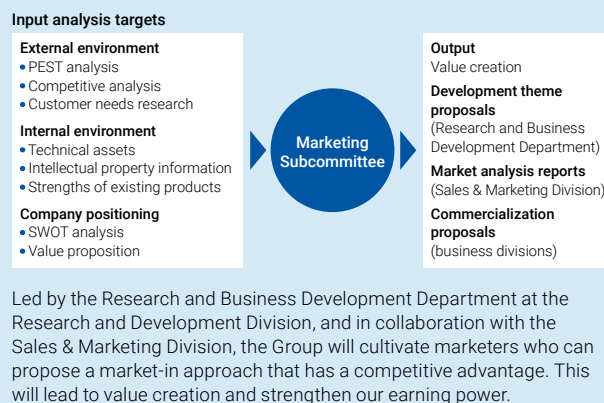 Input analysis targets
External environment
• PEST analysis
• Competitive analysis
• Customer needs research
Internal environment
• Technical assets
• Intellectual property information
• Strengths of existing products
Company positioning
• SWOT analysis
• Value proposition
Marketing
Subcommittee
Output
Value creation
Development theme
proposals
(Research and Business
Development Department)
Market analysis reports
(Sales & Marketing Division)
Commercialization
proposals
(business divisions)
Led by the Research and Business Development Department at the
Research and Development Division, and in collaboration with the
Sales & Marketing Division, the Group will cultivate marketers who can
propose a market-in approach that has a competitive advantage. This
will lead to value creation and strengthen our earning power.